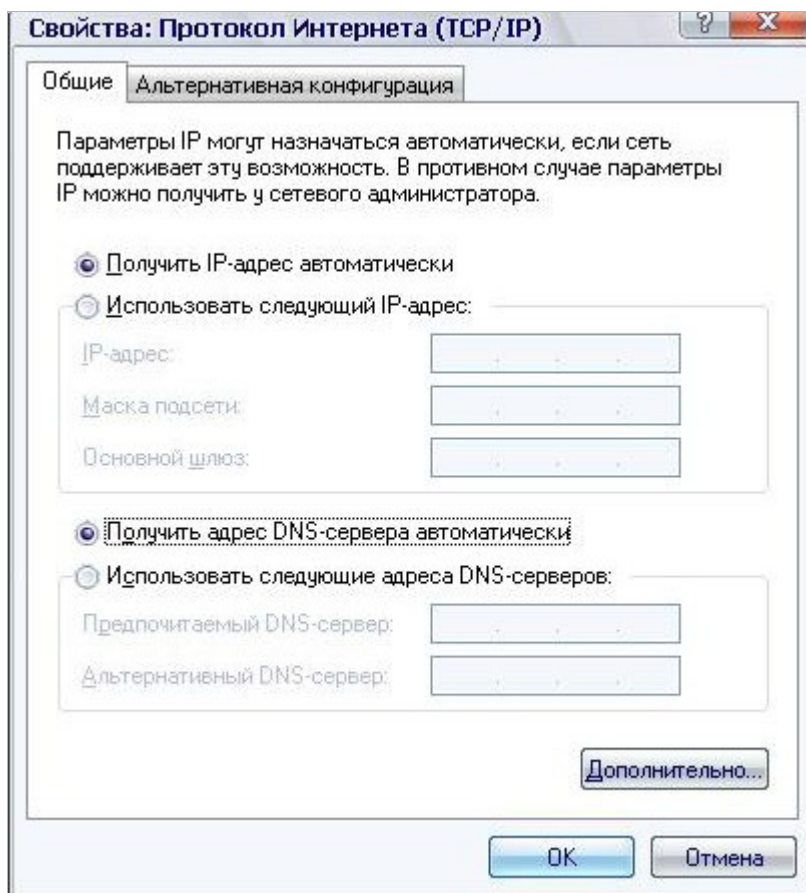 Свойства: Протокол Интернета (TCP/IP)
Общие
Альтернативная конфигурация
Параметры IP могут назначаться автоматически, если сеть
поддерживает эту возможность. В противном случае параметры
IP можно получить у сетевого администратора.
Получить IP-адрес автоматически
Использовать следующий IP-адрес:
IP-адрес:
Маска подсети:
Основной шлюз:
Получить адрес DNS-сервера автоматически
Использовать следующие адреса DNS-серверов:
Предпочитаемый DNS-сервер:
Альтернативный DNS-сервер:
Дополнительно...
OK
Отмена